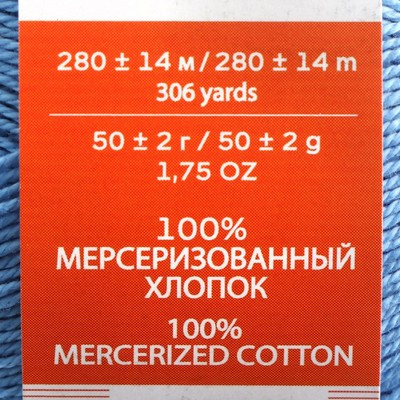 280 ± 14 м / 280 ± 14 m
306 yards
50 ± 2 г / 50 ± 2 g
1,75 OZ
100%
МЕРСЕРИЗОВАННЫЙ
ХЛОПОК
100%
MERCERIZED COTTON